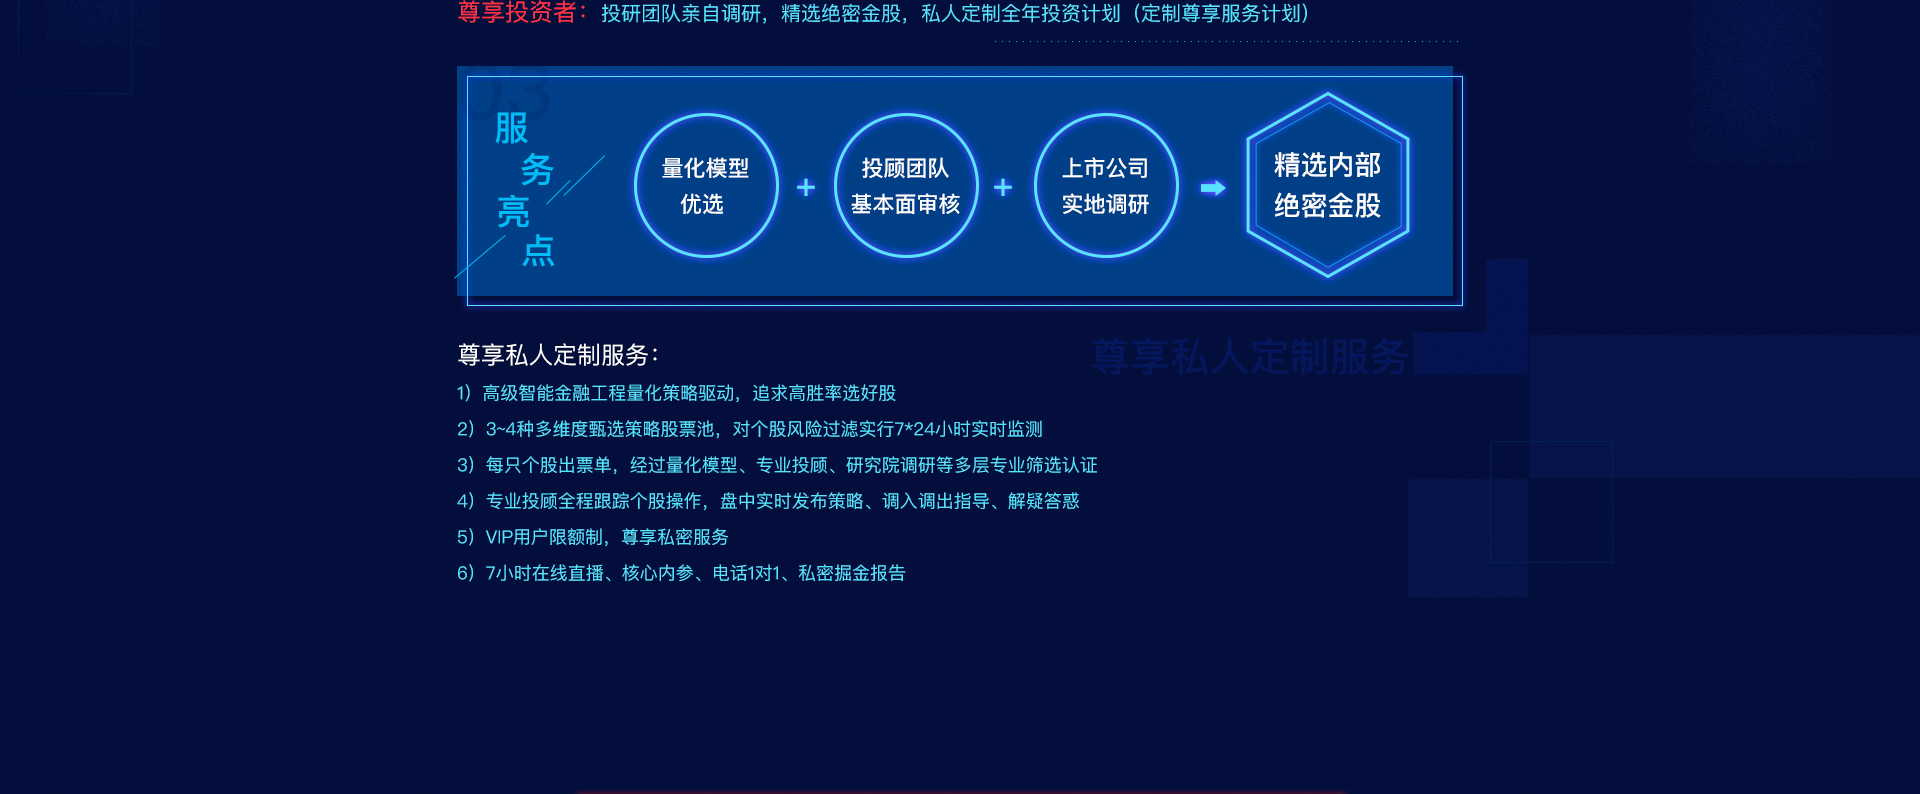 尊享投资者：投研团队亲自调研，精选绝密金股，私人定制全年投资计划（定制尊享服务计划）
03
服务亮点
量化模型
优选
+
投顾团队
基本面审核
+
上市公司
实地调研
精选内部
绝密金股
尊享私人定制服务：
尊享私人定制服务
1）高级智能金融工程量化策略驱动，追求高胜率选好股
2）3~4种多维度甄选策略股票池，对个股风险过滤实行7*24小时实时监测
3）每只个股出票单，经过量化模型、专业投顾、研究院调研等多层专业筛选认证
4）专业投顾全程跟踪个股操作，盘中实时发布策略、调入调出指导、解疑答惑
5）VIP用户限额制，尊享私密服务
6）7小时在线直播、核心内参、电话1对1、私密掘金报告